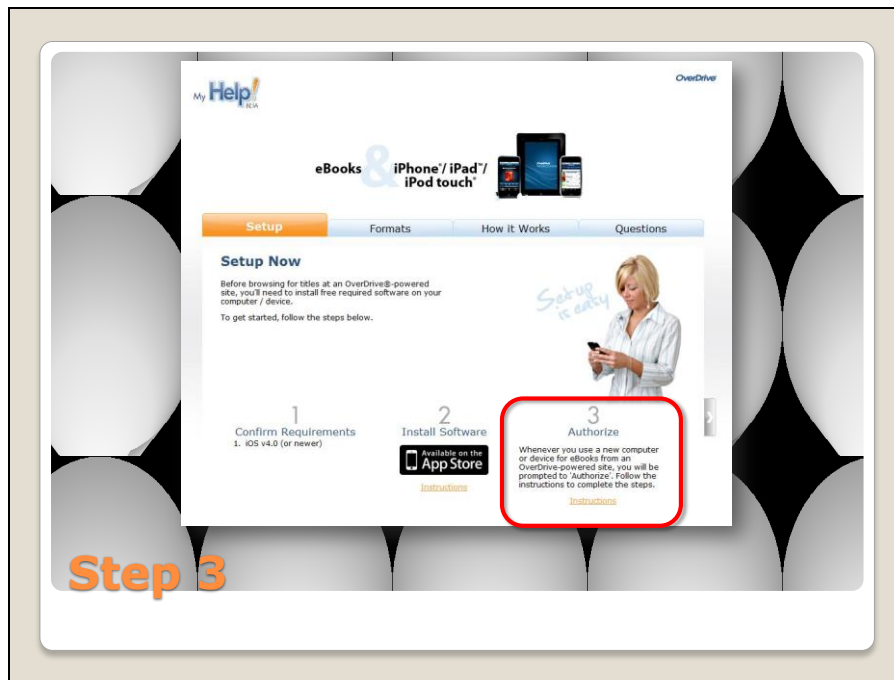 My Help!
BETA
OverDrive
eBooks & iPhone®/iPad™/
iPod touch®
Setup
Formats
How it Works
Questions
Setup Now
Before browsing for titles at an OverDrive®-powered
site, you'll need to install free required software on your
computer / device.
To get started, follow the steps below.
Setup
is easy
1
Confirm Requirements
1. iOS v4.0 (or newer)
2
Install Software
Available on the
App Store
Instructions
3
Authorize
Whenever you use a new computer
or device for eBooks from an
OverDrive-powered site, you will be
prompted to 'Authorize'. Follow the
instructions to complete the steps.
Instructions
Step 3